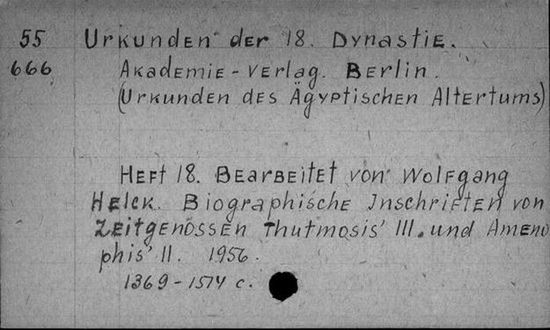 55 Urkunden der 18. Dynastie.
666 Akademie-Verlag. Berlin.
(Urkunden des Ägyptischen Altertums)
Heft 18. Bearbeitet von Wolfgang
Helck. Biographische Inschriften von
Zeitgenossen Thutmosis' III. und Ameno
phis' II. 1956.
1369-1574 c.